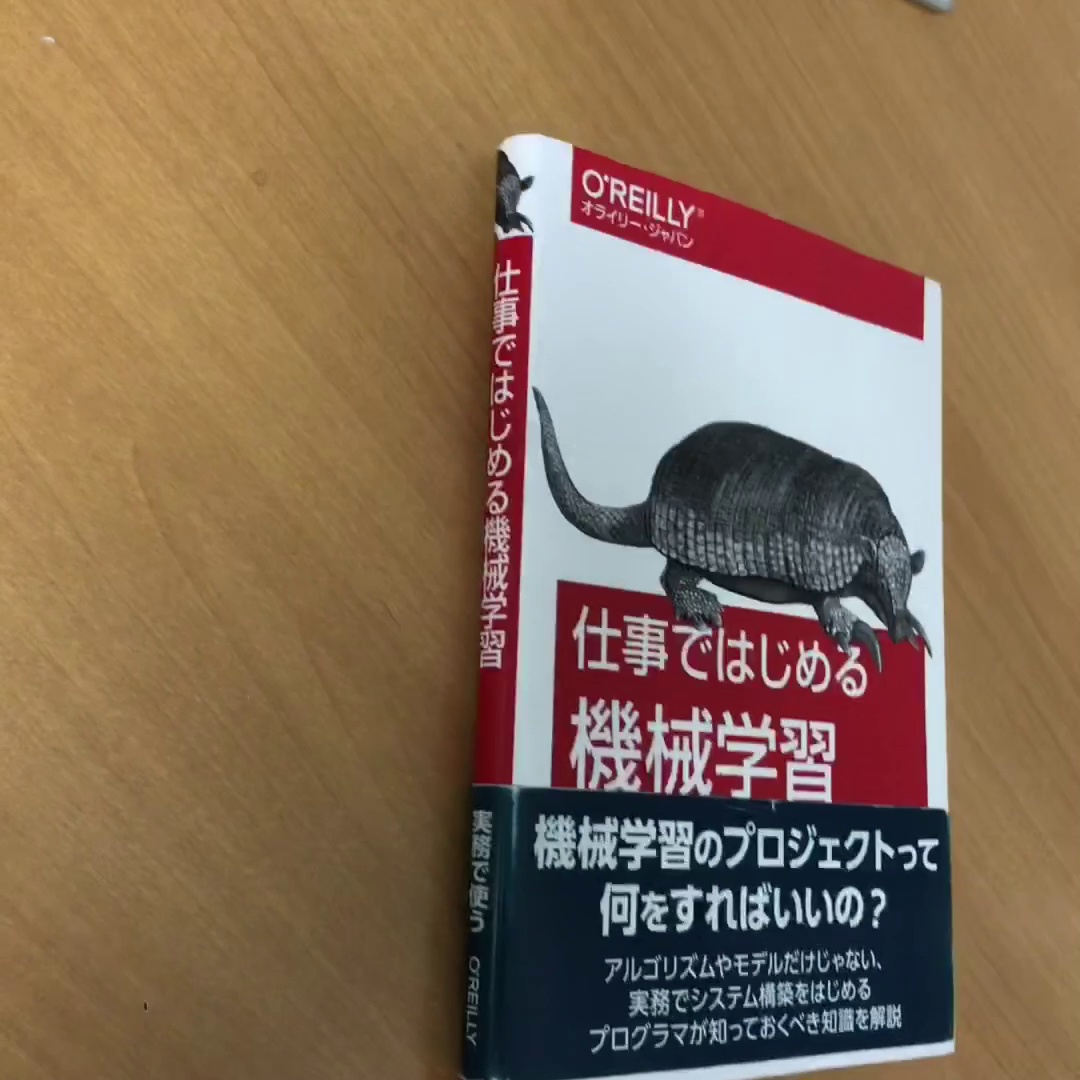 O'REILLY®
オライリー・ジャパン
仕事ではじめる機械学習
仕事ではじめる
機械学習
機械学習のプロジェクトって
何をすればいいの？
アルゴリズムやモデルだけじゃない、
実務でシステム構築をはじめる
プログラマが知っておくべき知識を解説
実務で使う
O'REILLY